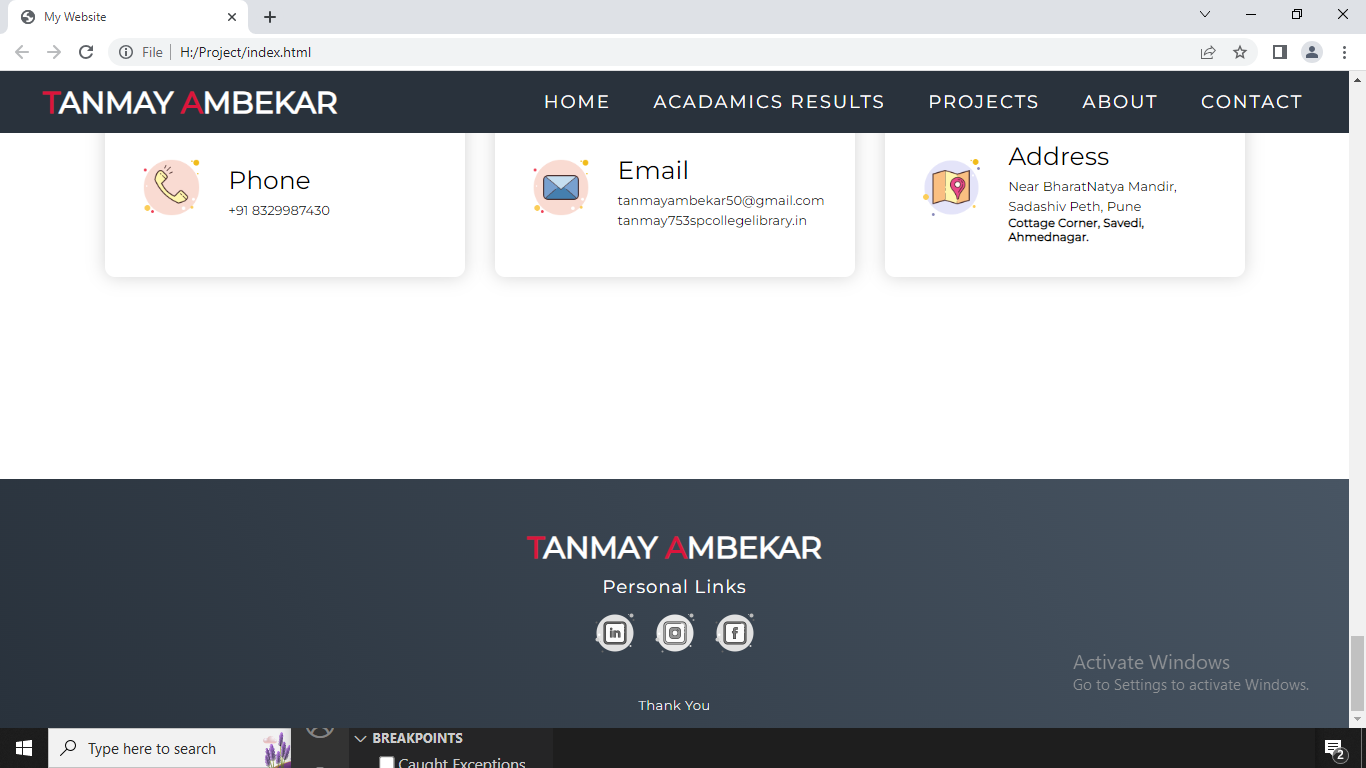 My Website
File
H:/Project/index.html
TANMAY AMBEKAR
HOME
ACADAMICS RESULTS
PROJECTS
ABOUT
CONTACT
Phone
+91 8329987430
Email
tanmayambekar50@gmail.com
tanmay753spcollegelibrary.in
Address
Near BharatNatya Mandir,
Sadashiv Peth, Pune
Cottage Corner, Savedi,
Ahmednagar.
TANMAY AMBEKAR
Personal Links
in
f
Thank You
Activate Windows
Go to Settings to activate Windows.
Type here to search
BREAKPOINTS
Caught Exceptions
2